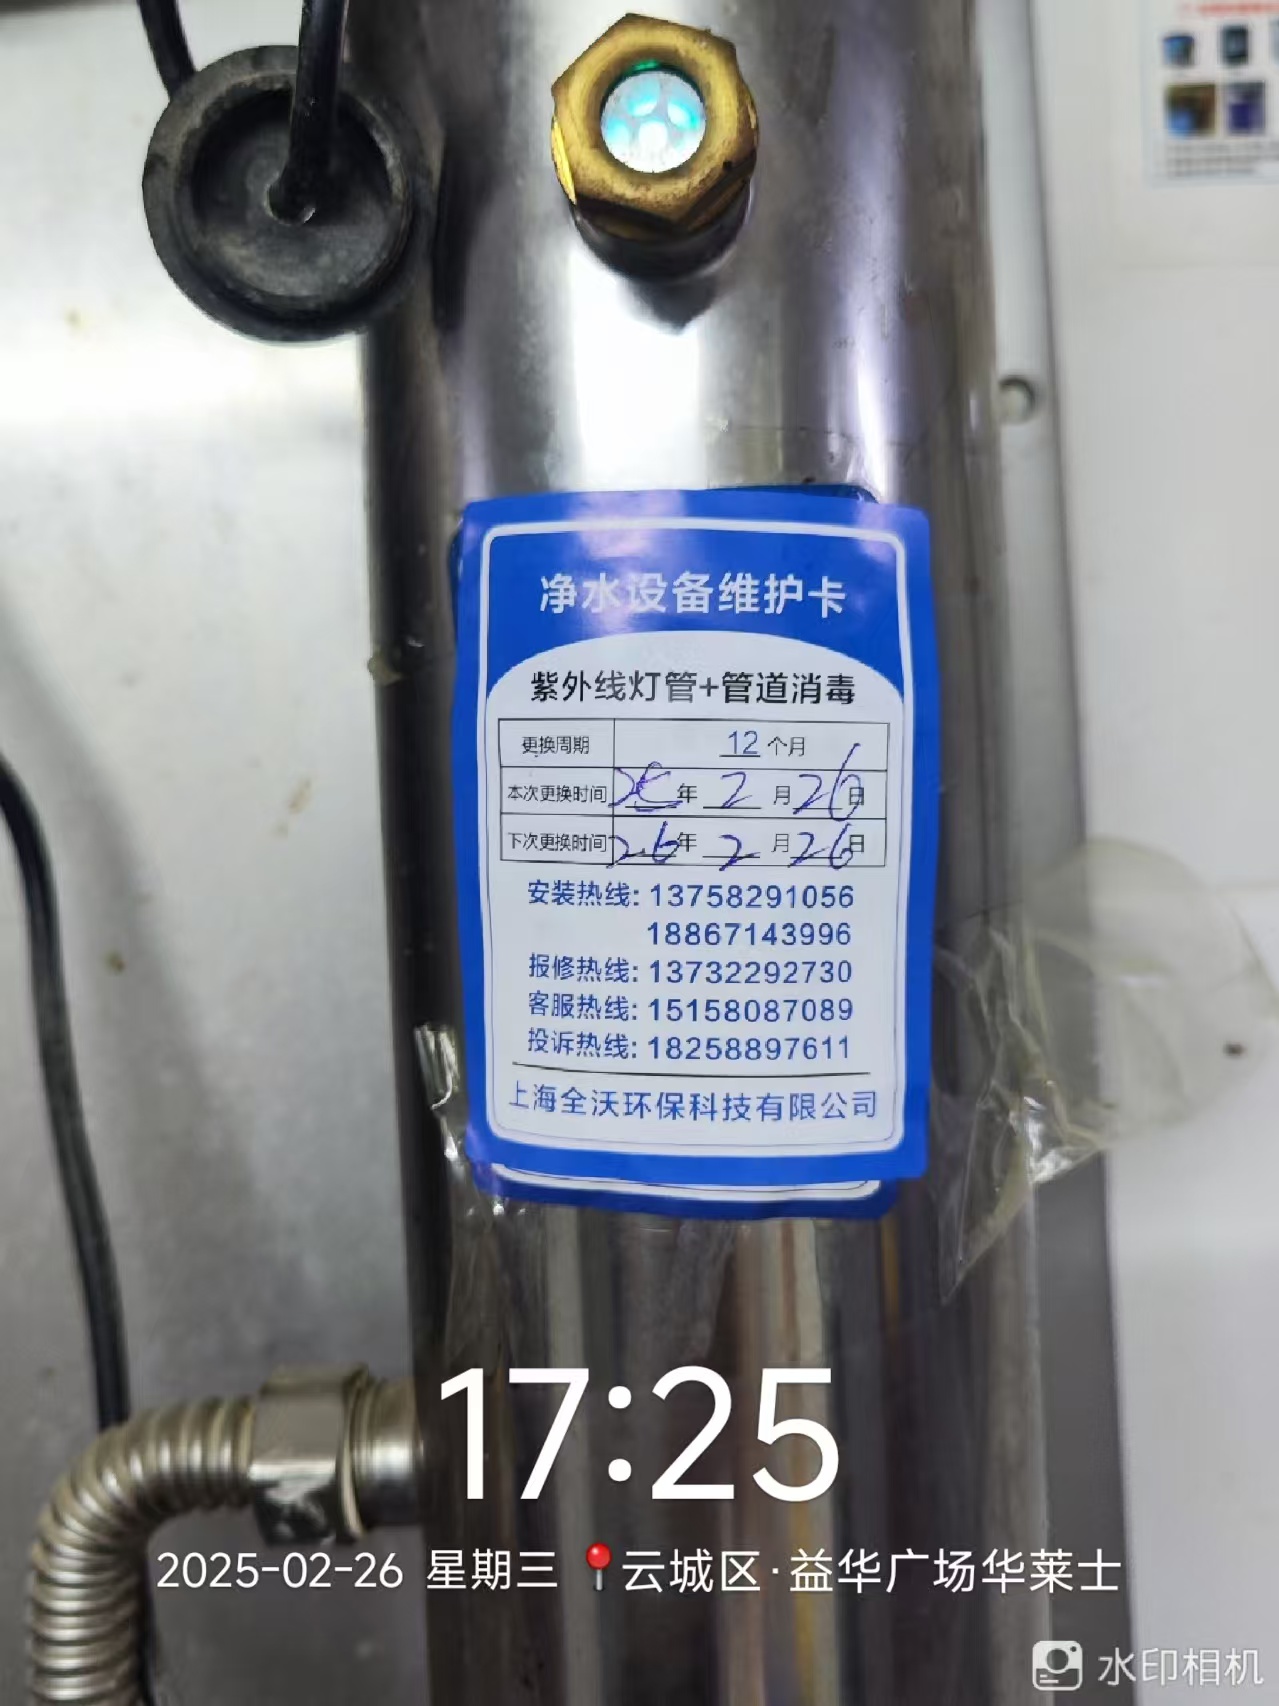 净水设备维护卡
紫外线灯管+管道消毒
更换周期 12 个月
本次更换时间 25 年 2 月 26 日
下次更换时间 26 年 2 月 26 日
安装热线: 13758291056
18867143996
报修热线: 13732292730
客服热线: 15158087089
投诉热线: 18258897611
上海全沃环保科技有限公司
17:25
2025-02-26 星期三 云城区·益华广场华莱士
水印相机